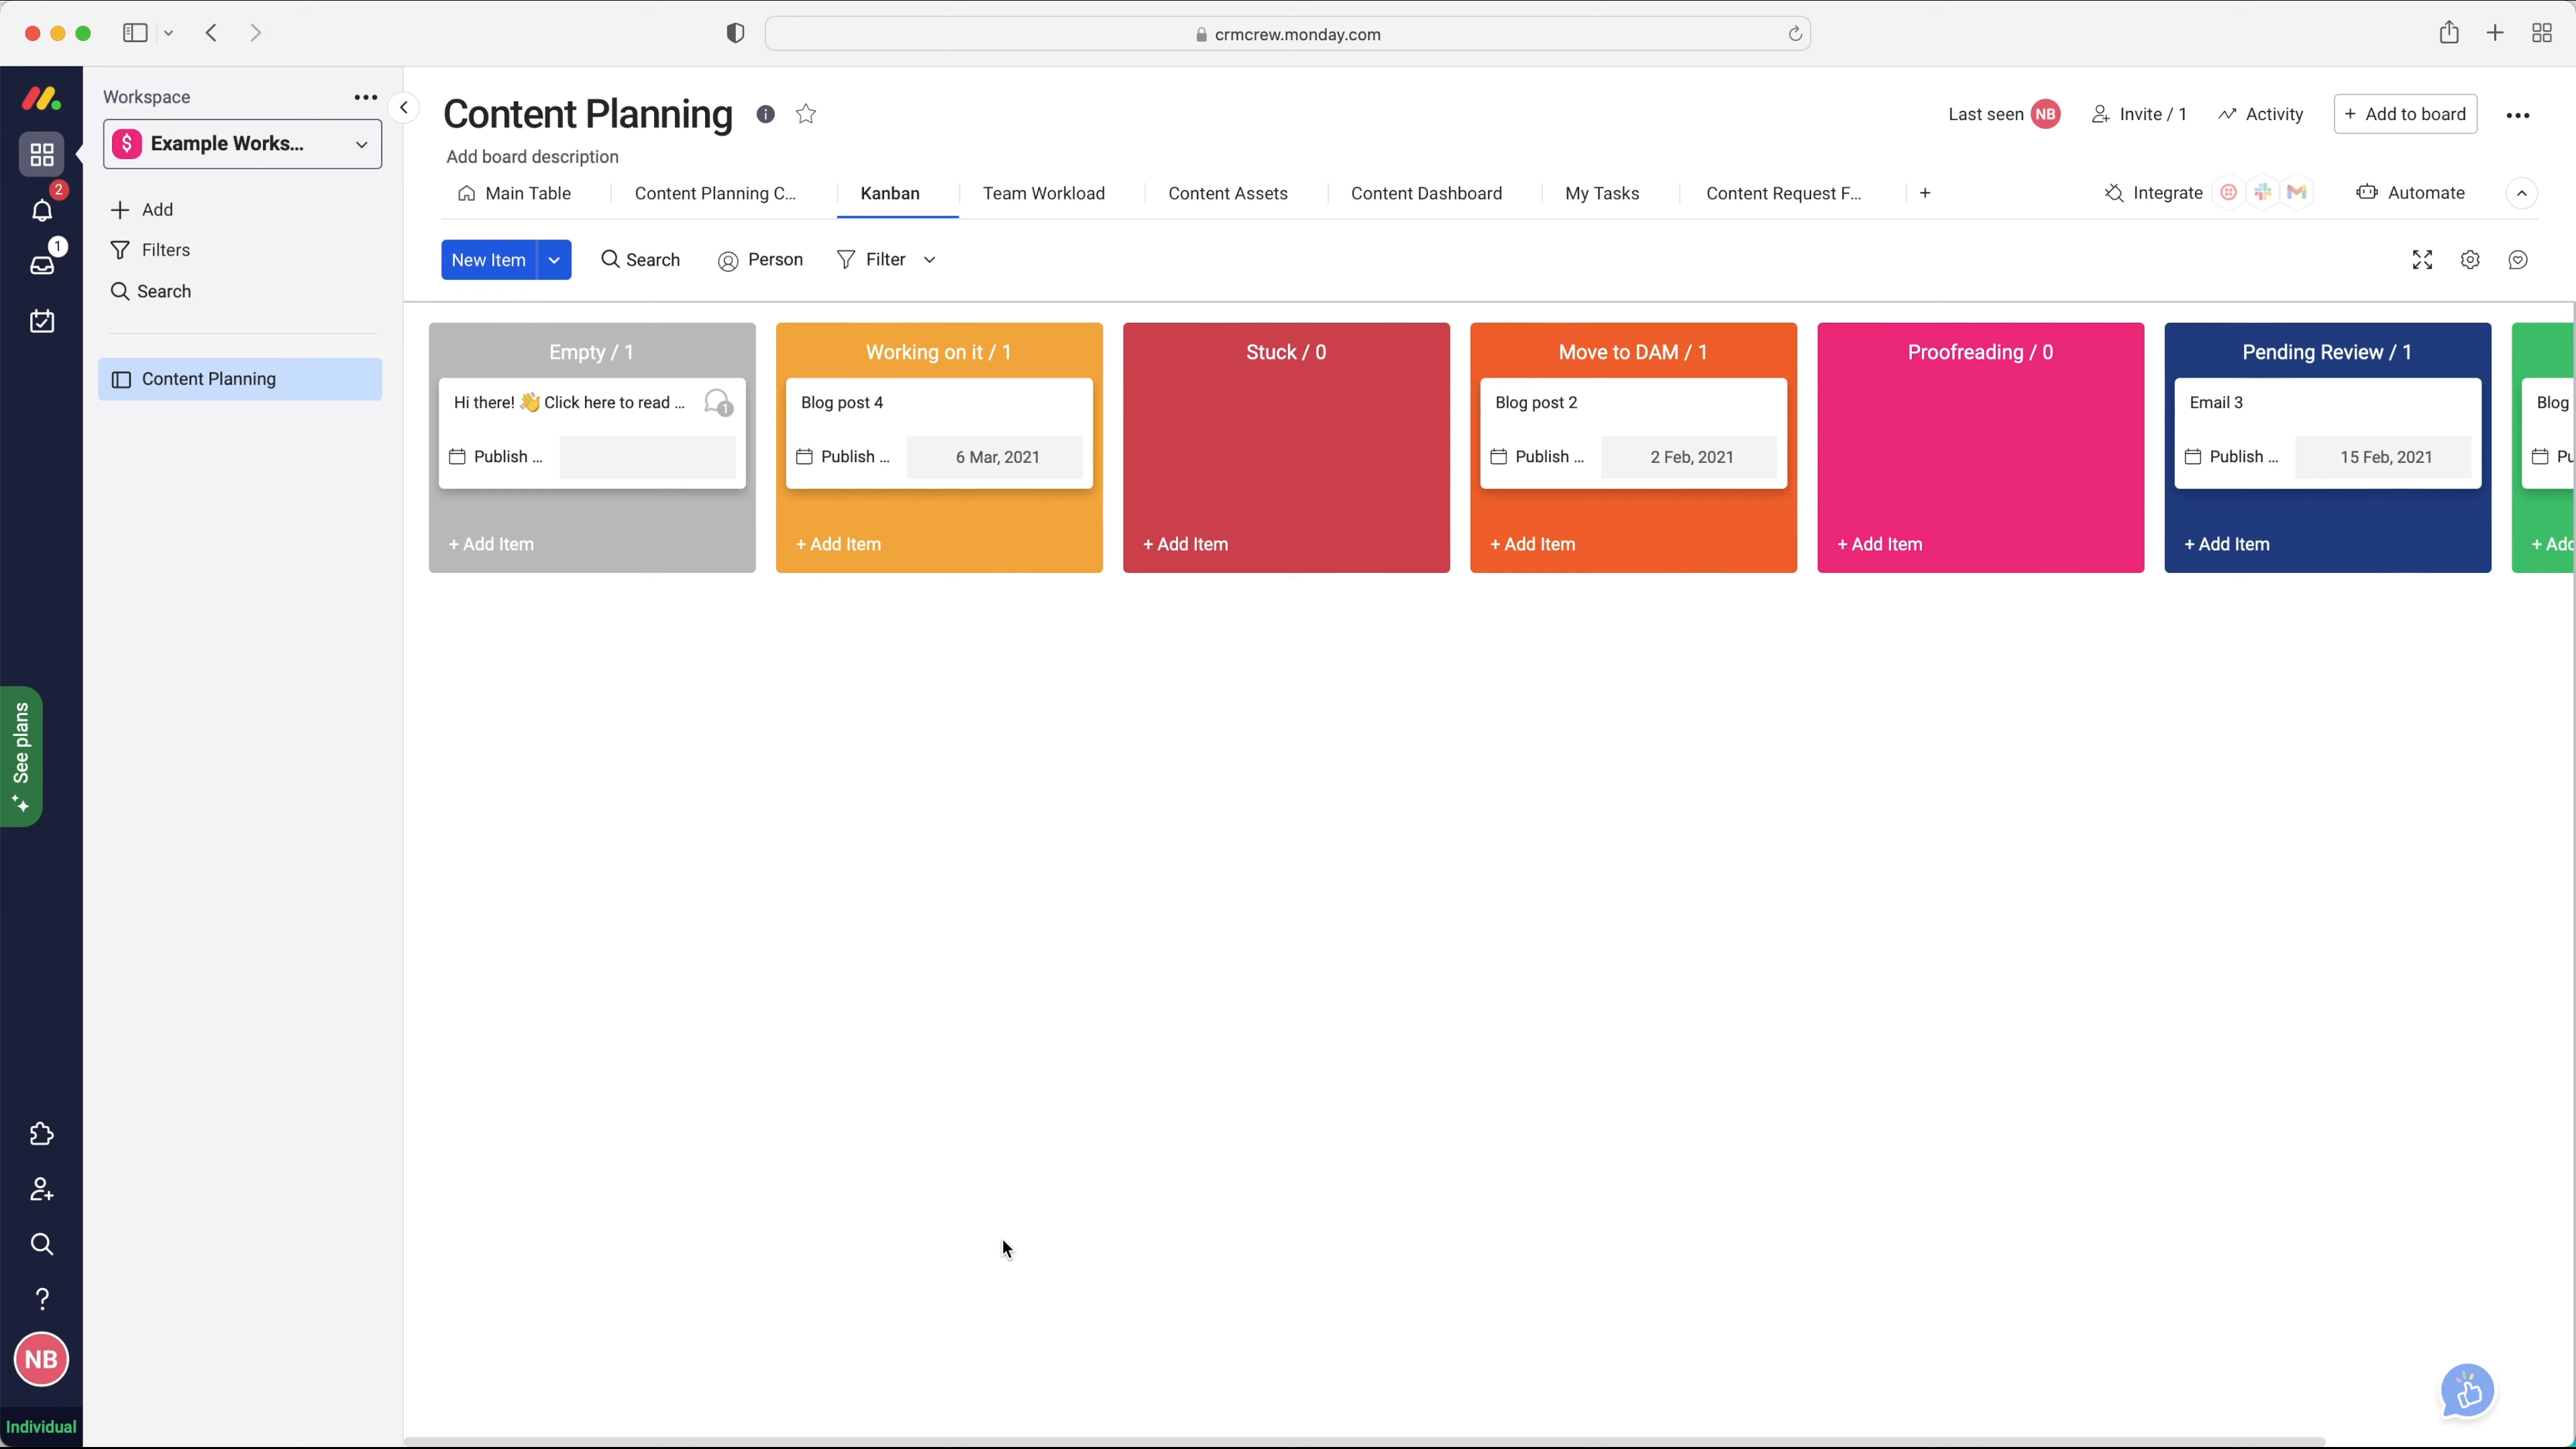 crmcrew.monday.com
Workspace
$ Example Works...
2
1
Add
Filters
Search
Content Planning
See plans
?
NB
Individual
Content Planning
Add board description
Last seen NB Invite / 1 Activity + Add to board
Main Table Content Planning C... Kanban Team Workload Content Assets Content Dashboard My Tasks Content Request F... + Integrate Automate
New Item Search Person Filter
Empty / 1
Hi there! 👋 Click here to read ... 1
Publish ...
+ Add Item
Working on it / 1
Blog post 4
Publish ... 6 Mar, 2021
+ Add Item
Stuck / 0
+ Add Item
Move to DAM / 1
Blog post 2
Publish ... 2 Feb, 2021
+ Add Item
Proofreading / 0
+ Add Item
Pending Review / 1
Email 3
Publish ... 15 Feb, 2021
+ Add Item
Blog
Pu
+ Add